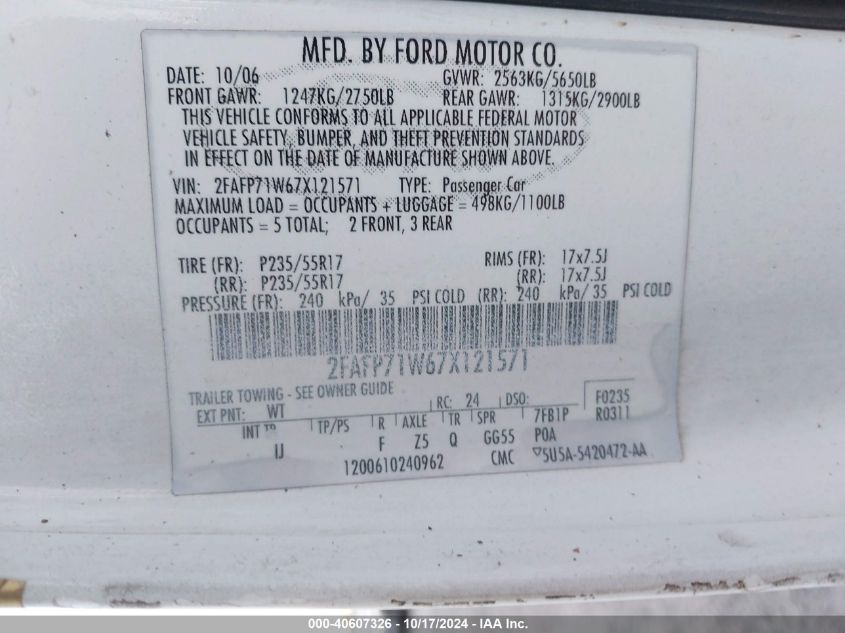 MFD. BY FORD MOTOR CO.
DATE: 10/06 GVWR: 2563KG/5650LB
FRONT GAWR: 1247KG/2750LB REAR GAWR: 1315KG/2900LB
THIS VEHICLE CONFORMS TO ALL APPLICABLE FEDERAL MOTOR
VEHICLE SAFETY, BUMPER, AND THEFT PREVENTION STANDARDS
IN EFFECT ON THE DATE OF MANUFACTURE SHOWN ABOVE.
VIN: 2FAFP71W67X121571 TYPE: Passenger Car
MAXIMUM LOAD = OCCUPANTS + LUGGAGE = 498KG/1100LB
OCCUPANTS = 5 TOTAL; 2 FRONT, 3 REAR
TIRE (FR): P235/55R17 RIMS (FR): 17x7.5J
(RR): P235/55R17 (RR): 17x7.5J
PRESSURE (FR): 240 kPa/ 35 PSI COLD (RR): 240 kPa/ 35 PSI COLD
2FAFP71W67X121571
TRAILER TOWING - SEE OWNER GUIDE
EXT PNT: WT RC: 24 DSO: F0235
INT TR TP/PS R AXLE TR SPR 7FB1P R0311
IJ F Z5 Q GG55 POA
1200610240962 CMC ▽5U5A-5420472-AA
000-40607326 - 10/17/2024 - IAA Inc.